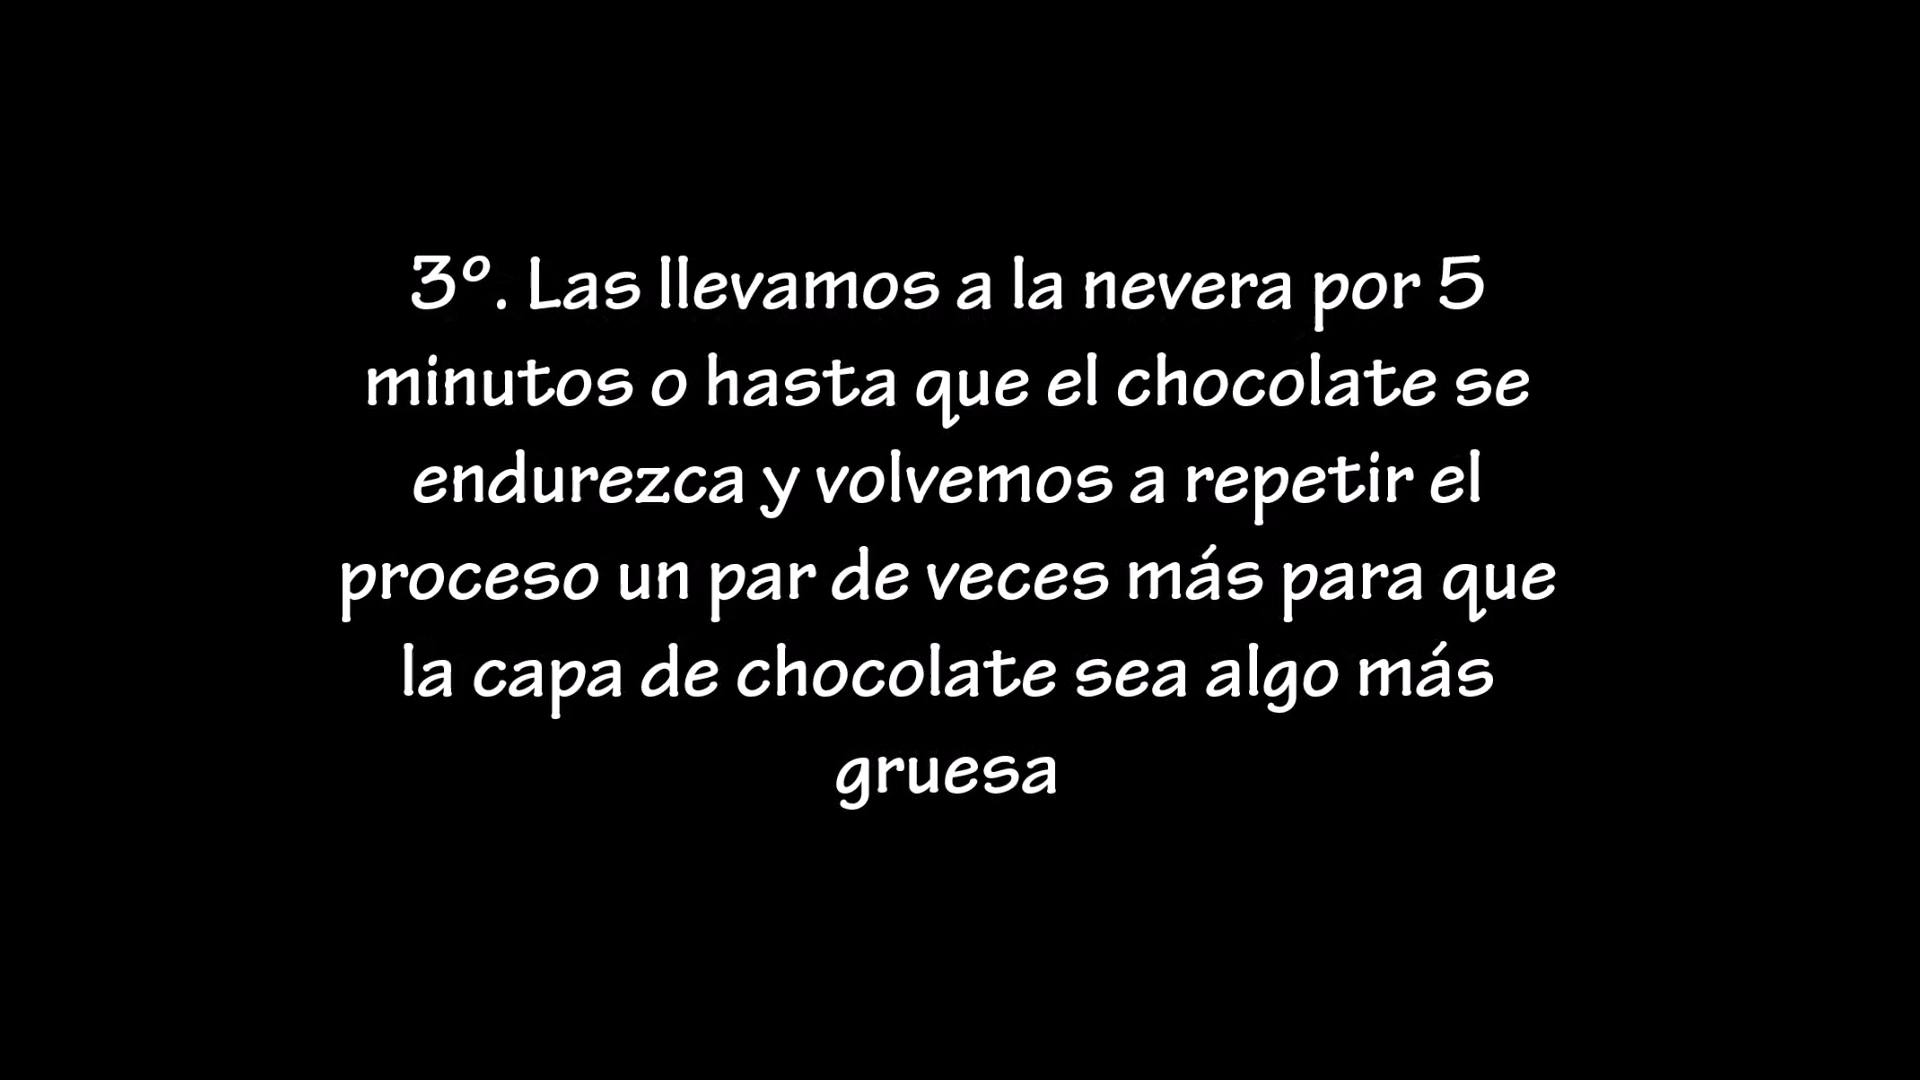 3º. Las llevamos a la nevera por 5
minutos o hasta que el chocolate se
endurezca y volvemos a repetir el
proceso un par de veces más para que
la capa de chocolate sea algo más
gruesa